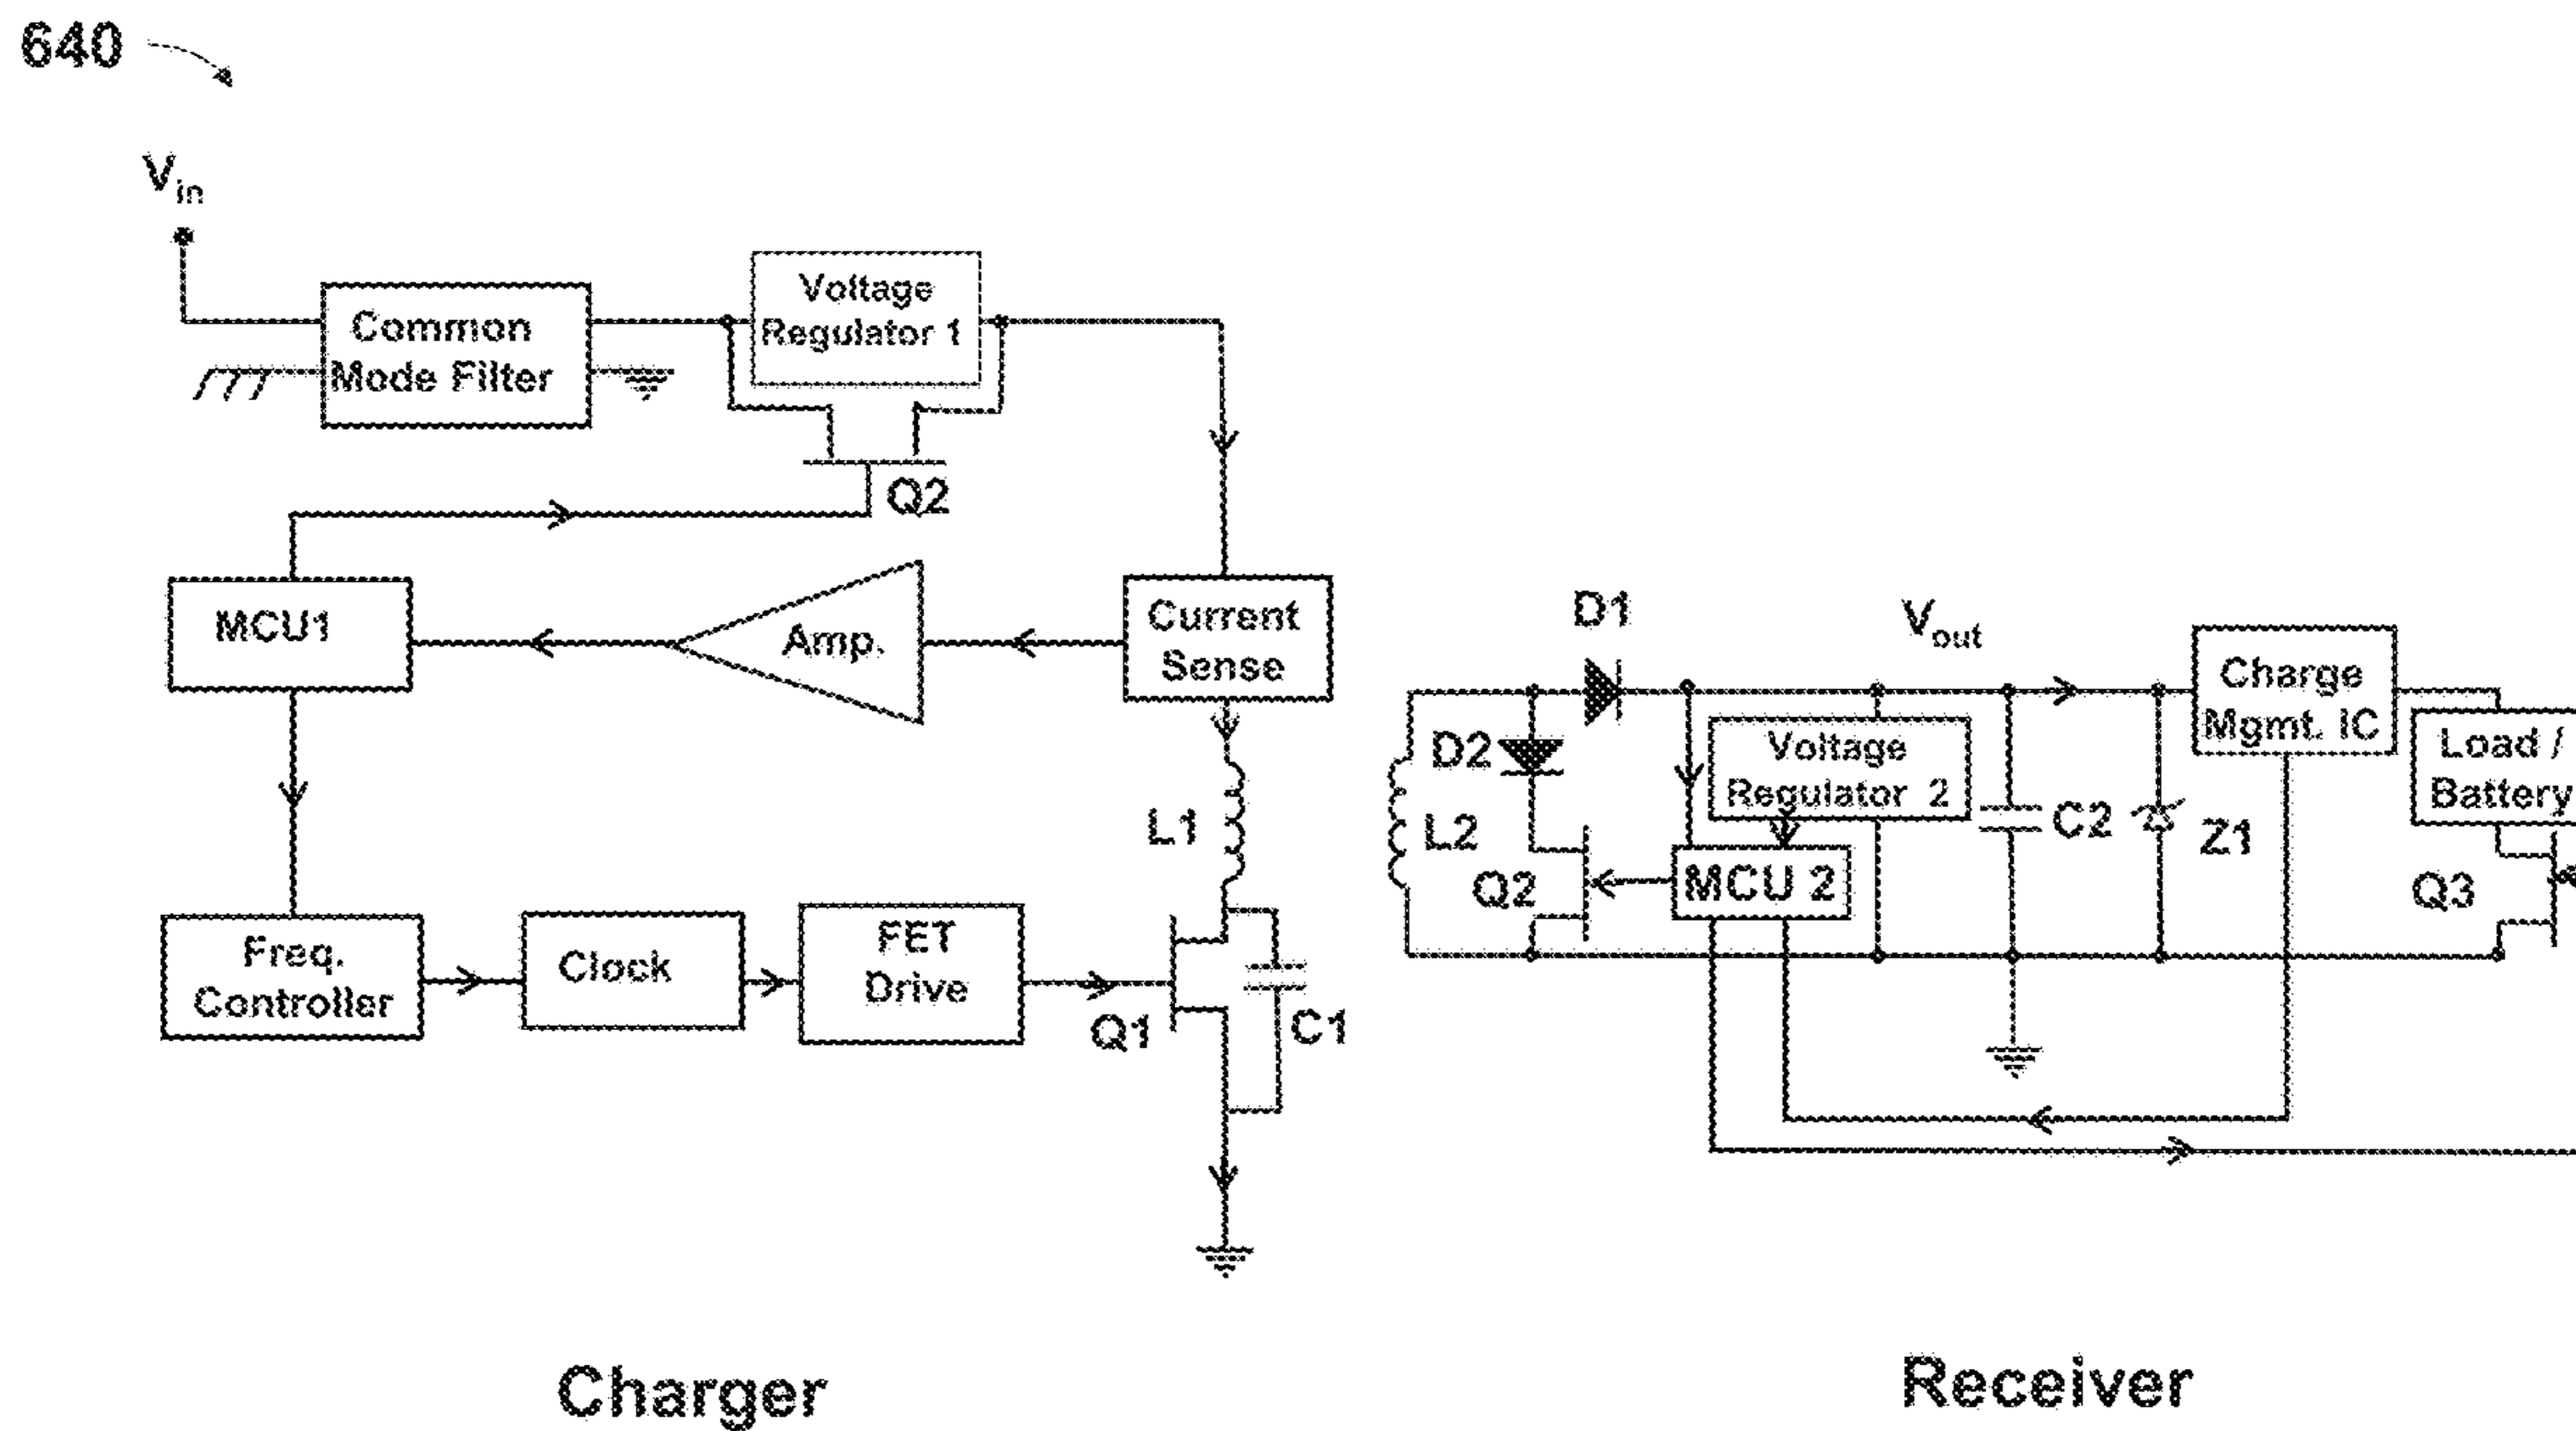 640
Vin
Common
Mode Filter
Voltage
Regulator 1
Q2
MCU1
Amp.
Current
Sense
L1
Freq.
Controller
Clock
FET
Drive
Q1
C1
Charger
D1
Vout
D2
L2
Q2
Voltage
Regulator 2
MCU 2
C2
Z1
Charge
Mgmt. IC
Load /
Battery
Q3
Receiver